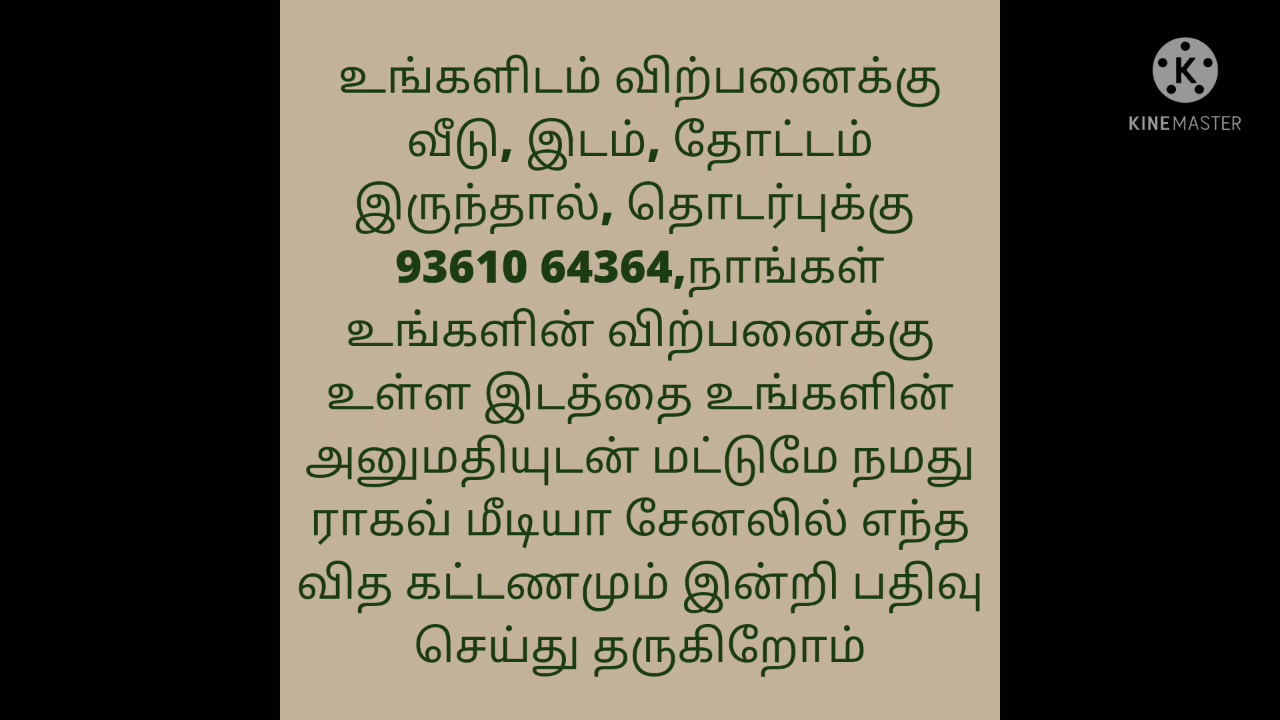 உங்களிடம் விற்பனைக்கு
வீடு, இடம், தோட்டம்
இருந்தால், தொடர்புக்கு
93610 64364,நாங்கள்
உங்களின் விற்பனைக்கு
உள்ள இடத்தை உங்களின்
அனுமதியுடன் மட்டுமே நமது
ராகவ் மீடியா சேனலில் எந்த
வித கட்டணமும் இன்றி பதிவு
செய்து தருகிறோம்
K
KINEMASTER